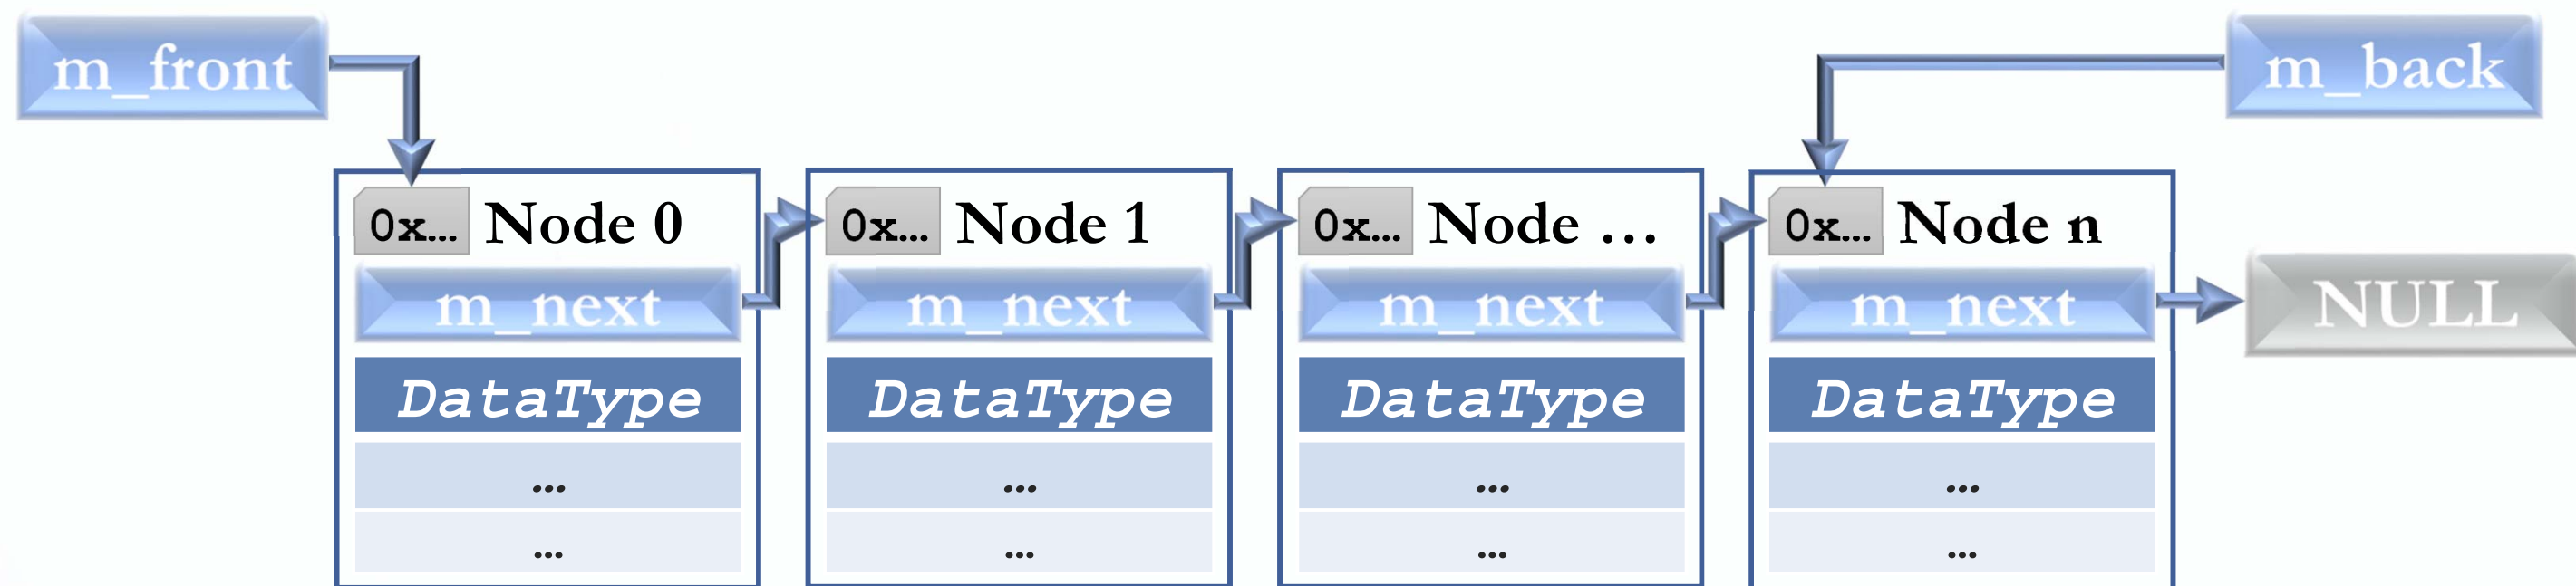 m_front m_back
0x... Node 0 0x... Node 1 0x... Node ... 0x... Node n
m_next m_next m_next m_next NULL
DataType DataType DataType DataType
... ... ... ...
... ... ... ...